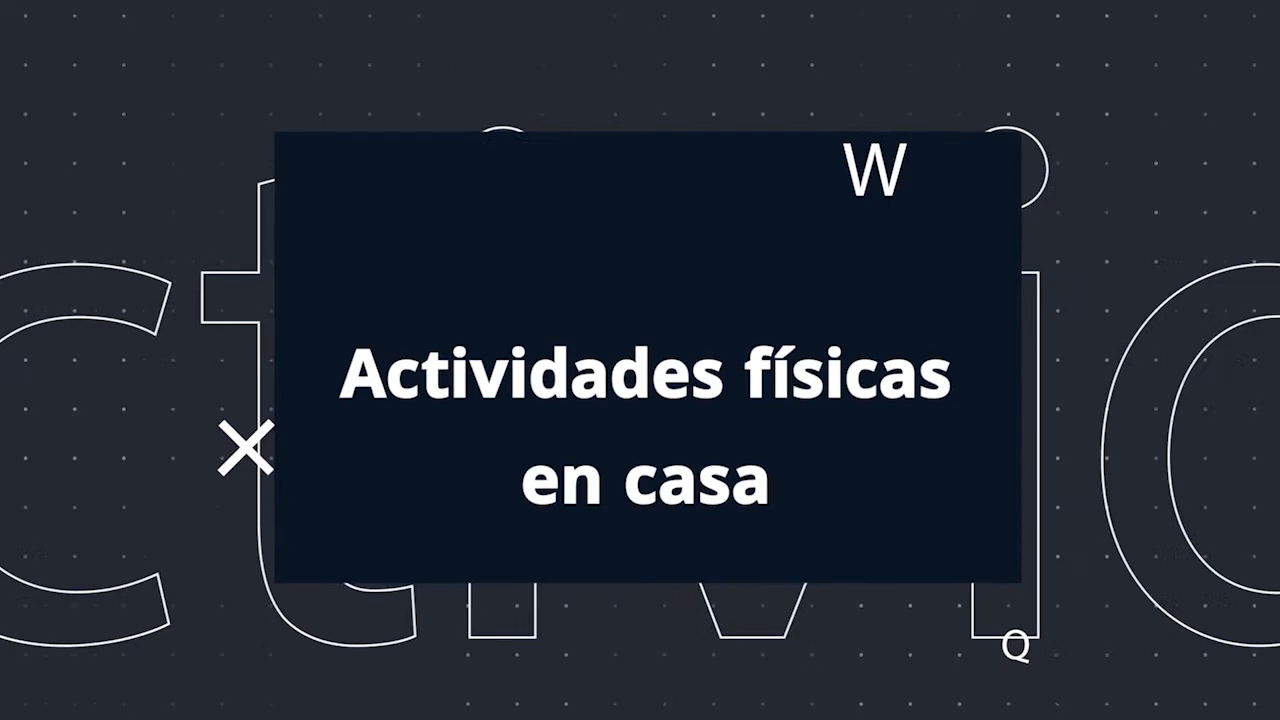 W
Actividades físicas
en casa
Q